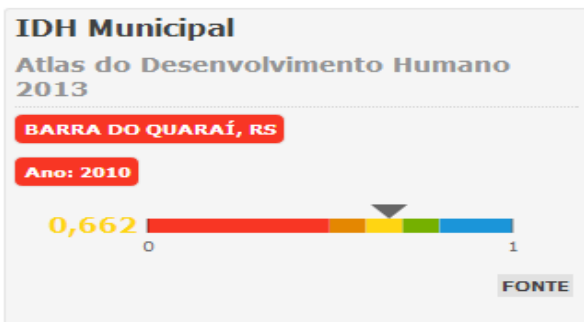 IDH Municipal
Atlas do Desenvolvimento Humano
2013
BARRA DO QUARAÍ, RS
Ano: 2010
0,662
0
1
FONTE